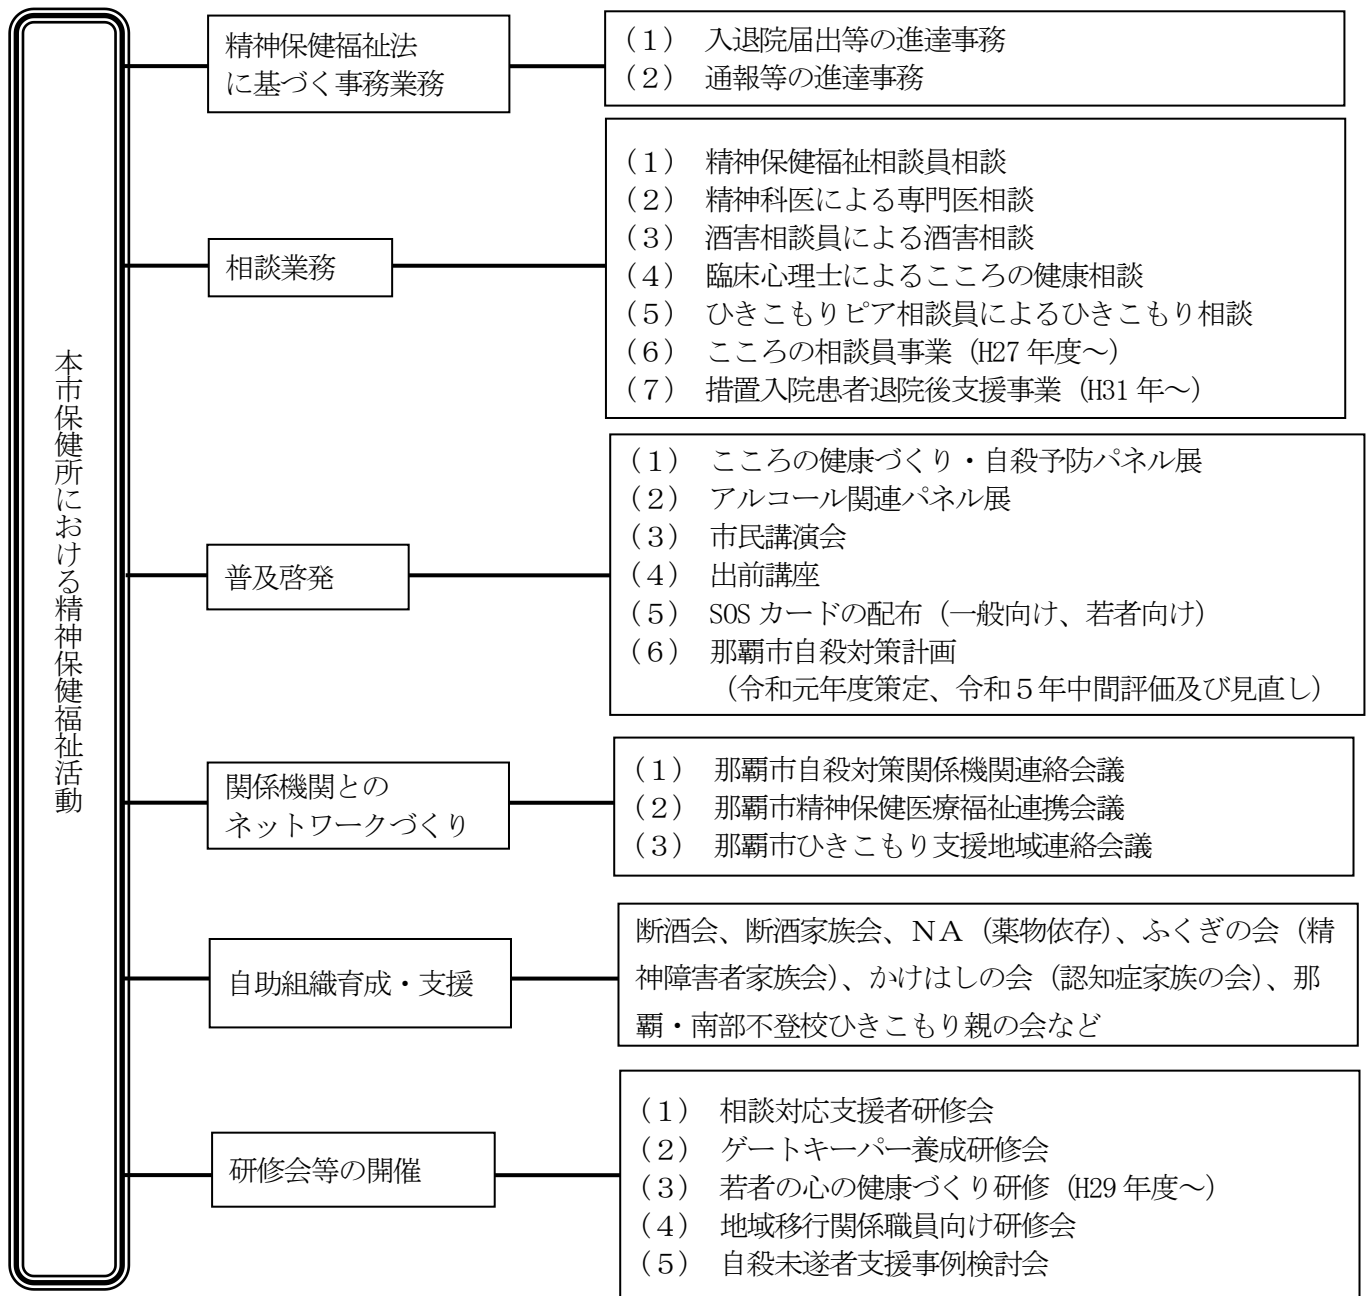 本市保健所における精神保健福祉活動
精神保健福祉法
に基づく事務業務
（１） 入退院届出等の進達事務
（２） 通報等の進達事務
相談業務
（１） 精神保健福祉相談員相談
（２） 精神科医による専門医相談
（３） 酒害相談員による酒害相談
（４） 臨床心理士によるこころの健康相談
（５） ひきこもりピア相談員によるひきこもり相談
（６） こころの相談員事業（H27 年度～）
（７） 措置入院患者退院後支援事業（H31 年～）
普及啓発
（１） こころの健康づくり・自殺予防パネル展
（２） アルコール関連パネル展
（３） 市民講演会
（４） 出前講座
（５） SOS カードの配布（一般向け、若者向け）
（６） 那覇市自殺対策計画
（令和元年度策定、令和５年中間評価及び見直し）
関係機関との
ネットワークづくり
（１） 那覇市自殺対策関係機関連絡会議
（２） 那覇市精神保健医療福祉連携会議
（３） 那覇市ひきこもり支援地域連絡会議
自助組織育成・支援
断酒会、断酒家族会、ＮＡ（薬物依存）、ふくぎの会（精
神障害者家族会）、かけはしの会（認知症家族の会）、那
覇・南部不登校ひきこもり親の会など
研修会等の開催
（１） 相談対応支援者研修会
（２） ゲートキーパー養成研修会
（３） 若者の心の健康づくり研修（H29 年度～）
（４） 地域移行関係職員向け研修会
（５） 自殺未遂者支援事例検討会